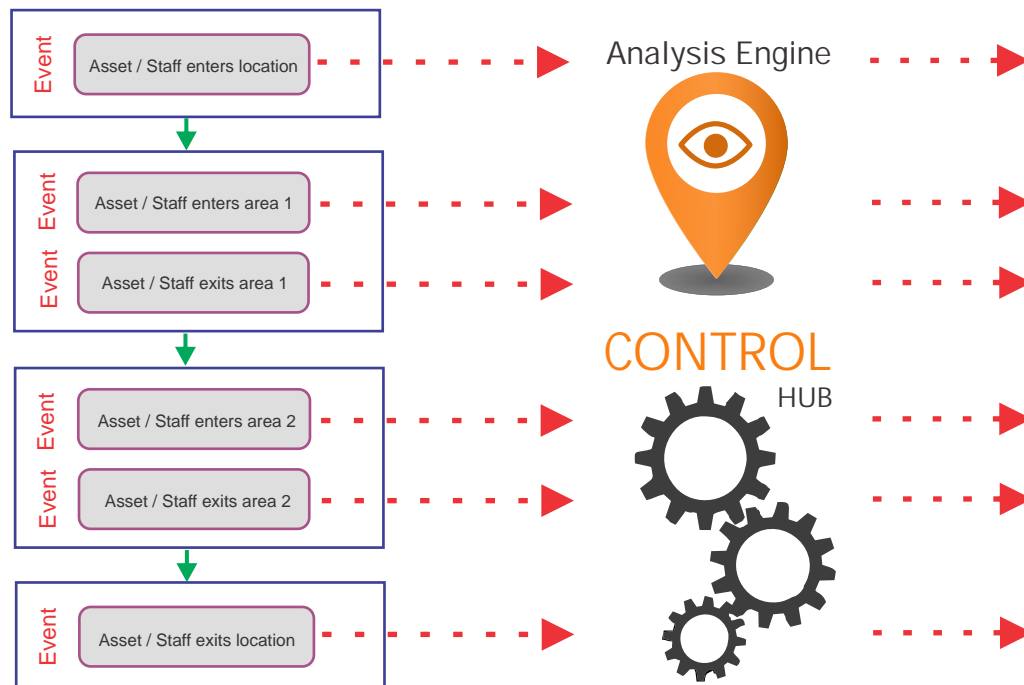 Event
Asset / Staff enters location
Analysis Engine
Event
Asset / Staff enters area 1
Event
Asset / Staff exits area 1
CONTROL
HUB
Event
Asset / Staff enters area 2
Event
Asset / Staff exits area 2
Event
Asset / Staff exits location